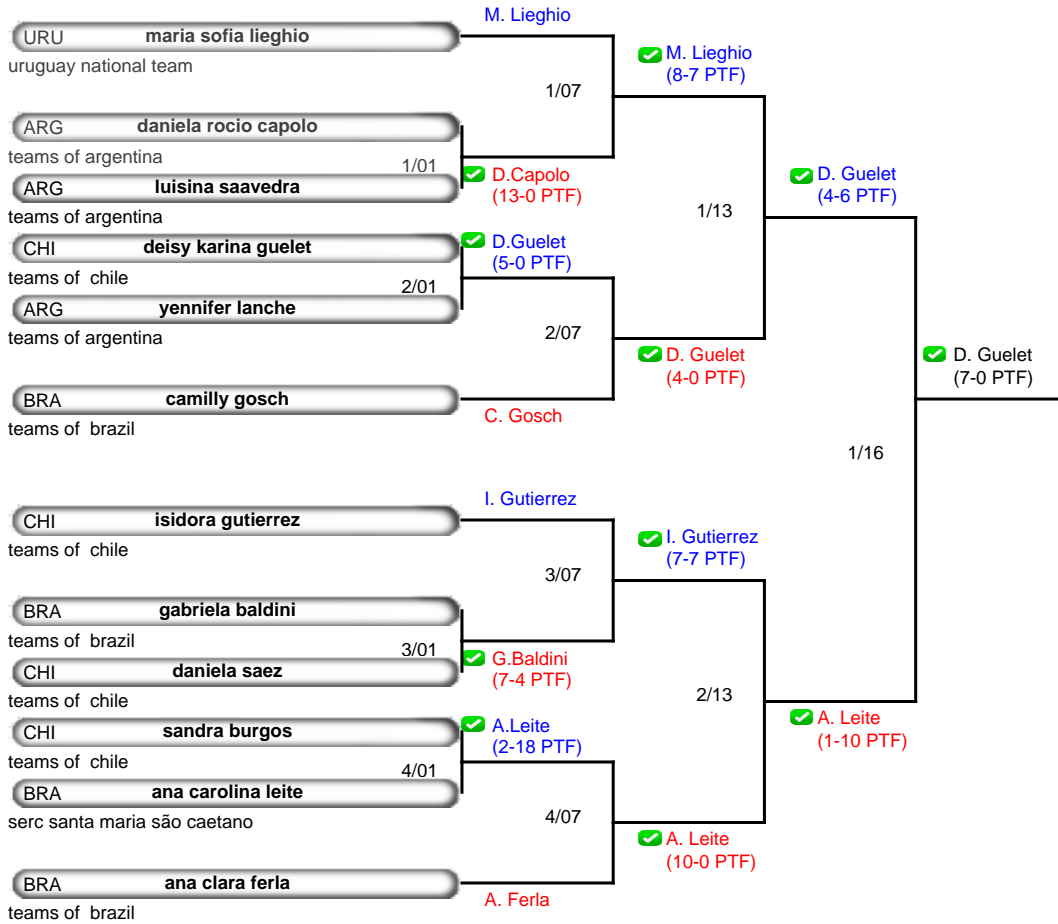 M. Lieghio
URU maria sofia lieghio
uruguay national team
M. Lieghio
(8-7 PTF)
1/07
ARG daniela rocio capolo
teams of argentina
1/01
D.Capolo
(13-0 PTF)
ARG luisina saavedra
teams of argentina
D. Guelet
(4-6 PTF)
1/13
CHI deisy karina guelet
teams of  chile
D.Guelet
(5-0 PTF)
2/01
ARG yennifer lanche
teams of argentina
2/07
D. Guelet
(4-0 PTF)
D. Guelet
(7-0 PTF)
BRA camilly gosch
teams of  brazil
C. Gosch
1/16
I. Gutierrez
CHI isidora gutierrez
teams of  chile
I. Gutierrez
(7-7 PTF)
3/07
BRA gabriela baldini
teams of  brazil
3/01
G.Baldini
(7-4 PTF)
CHI daniela saez
teams of  chile
2/13
A. Leite
(1-10 PTF)
CHI sandra burgos
teams of  chile
A.Leite
(2-18 PTF)
4/01
BRA ana carolina leite
serc santa maria são caetano
4/07
A. Leite
(10-0 PTF)
BRA ana clara ferla
teams of  brazil
A. Ferla